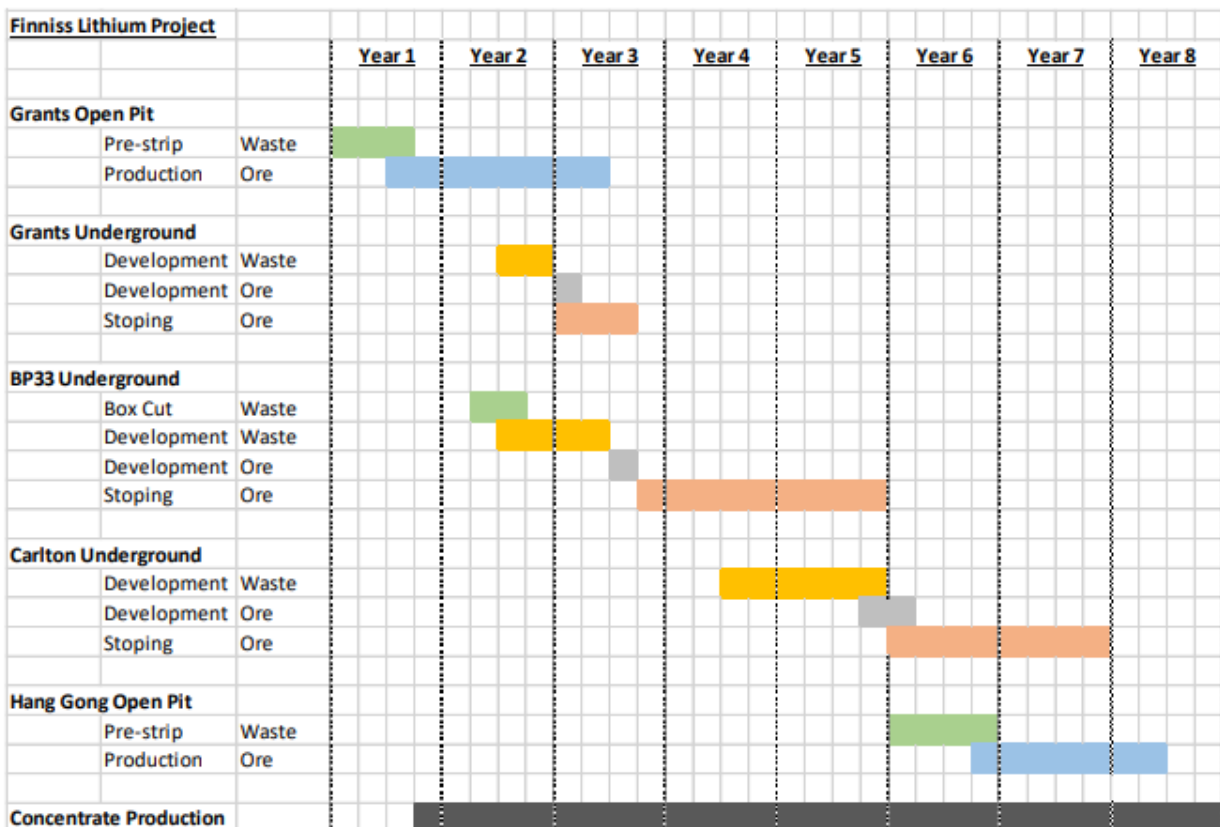 Finniss Lithium Project
Year 1 Year 2 Year 3 Year 4 Year 5 Year 6 Year 7 Year 8
Grants Open Pit
Pre-strip Waste
Production Ore
Grants Underground
Development Waste
Development Ore
Stoping Ore
BP33 Underground
Box Cut Waste
Development Waste
Development Ore
Stoping Ore
Carlton Underground
Development Waste
Development Ore
Stoping Ore
Hang Gong Open Pit
Pre-strip Waste
Production Ore
Concentrate Production